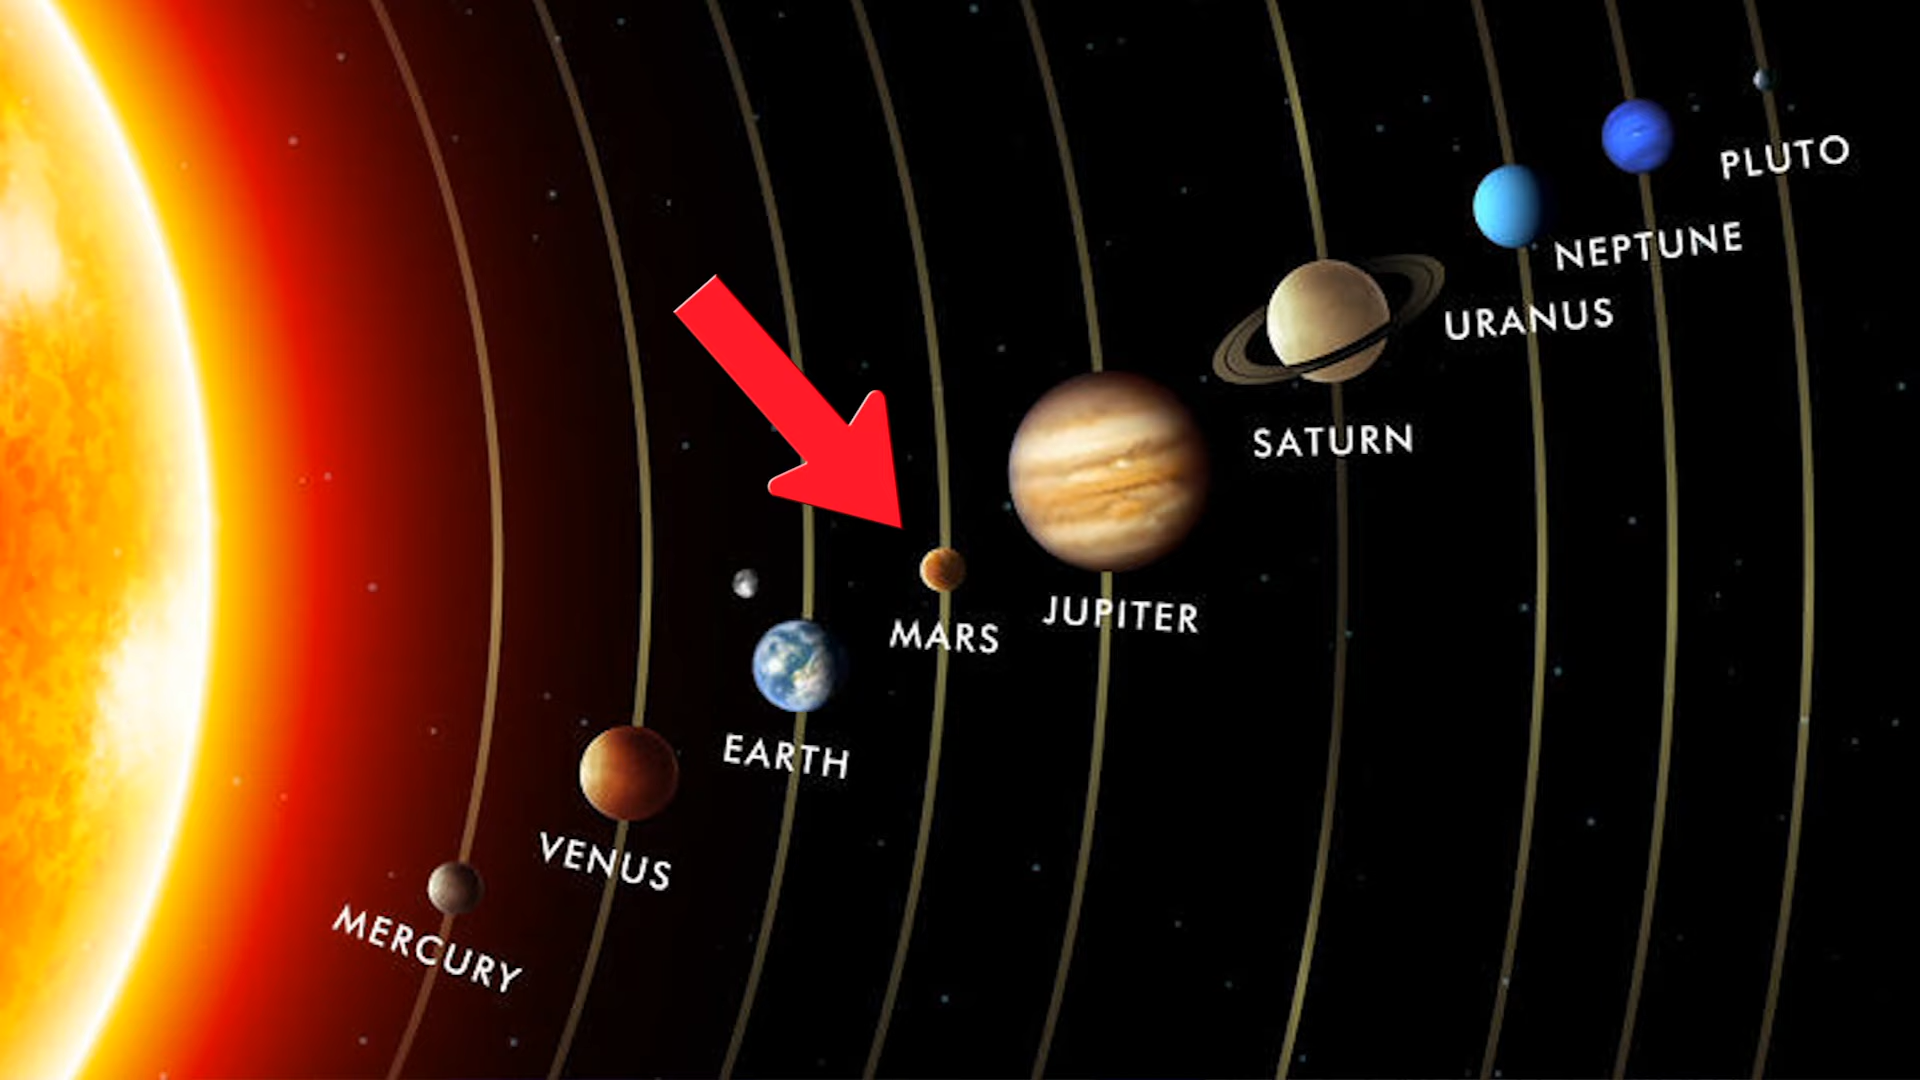 MERCURY
VENUS
EARTH
MARS
JUPITER
SATURN
URANUS
NEPTUNE
PLUTO